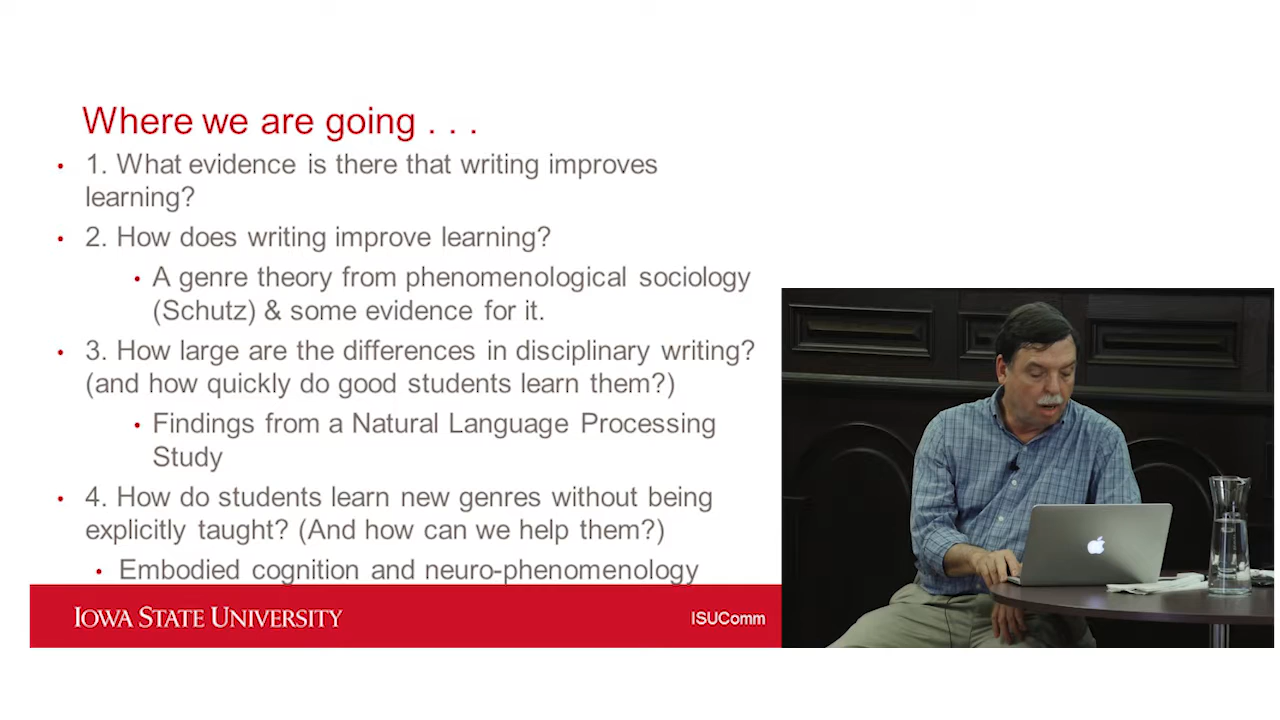 Where we are going . . .
• 1. What evidence is there that writing improves
learning?
• 2. How does writing improve learning?
• A genre theory from phenomenological sociology
(Schutz) & some evidence for it.
• 3. How large are the differences in disciplinary writing?
(and how quickly do good students learn them?)
• Findings from a Natural Language Processing
Study
• 4. How do students learn new genres without being
explicitly taught? (And how can we help them?)
• Embodied cognition and neuro-phenomenology
IOWA STATE UNIVERSITY
ISUComm